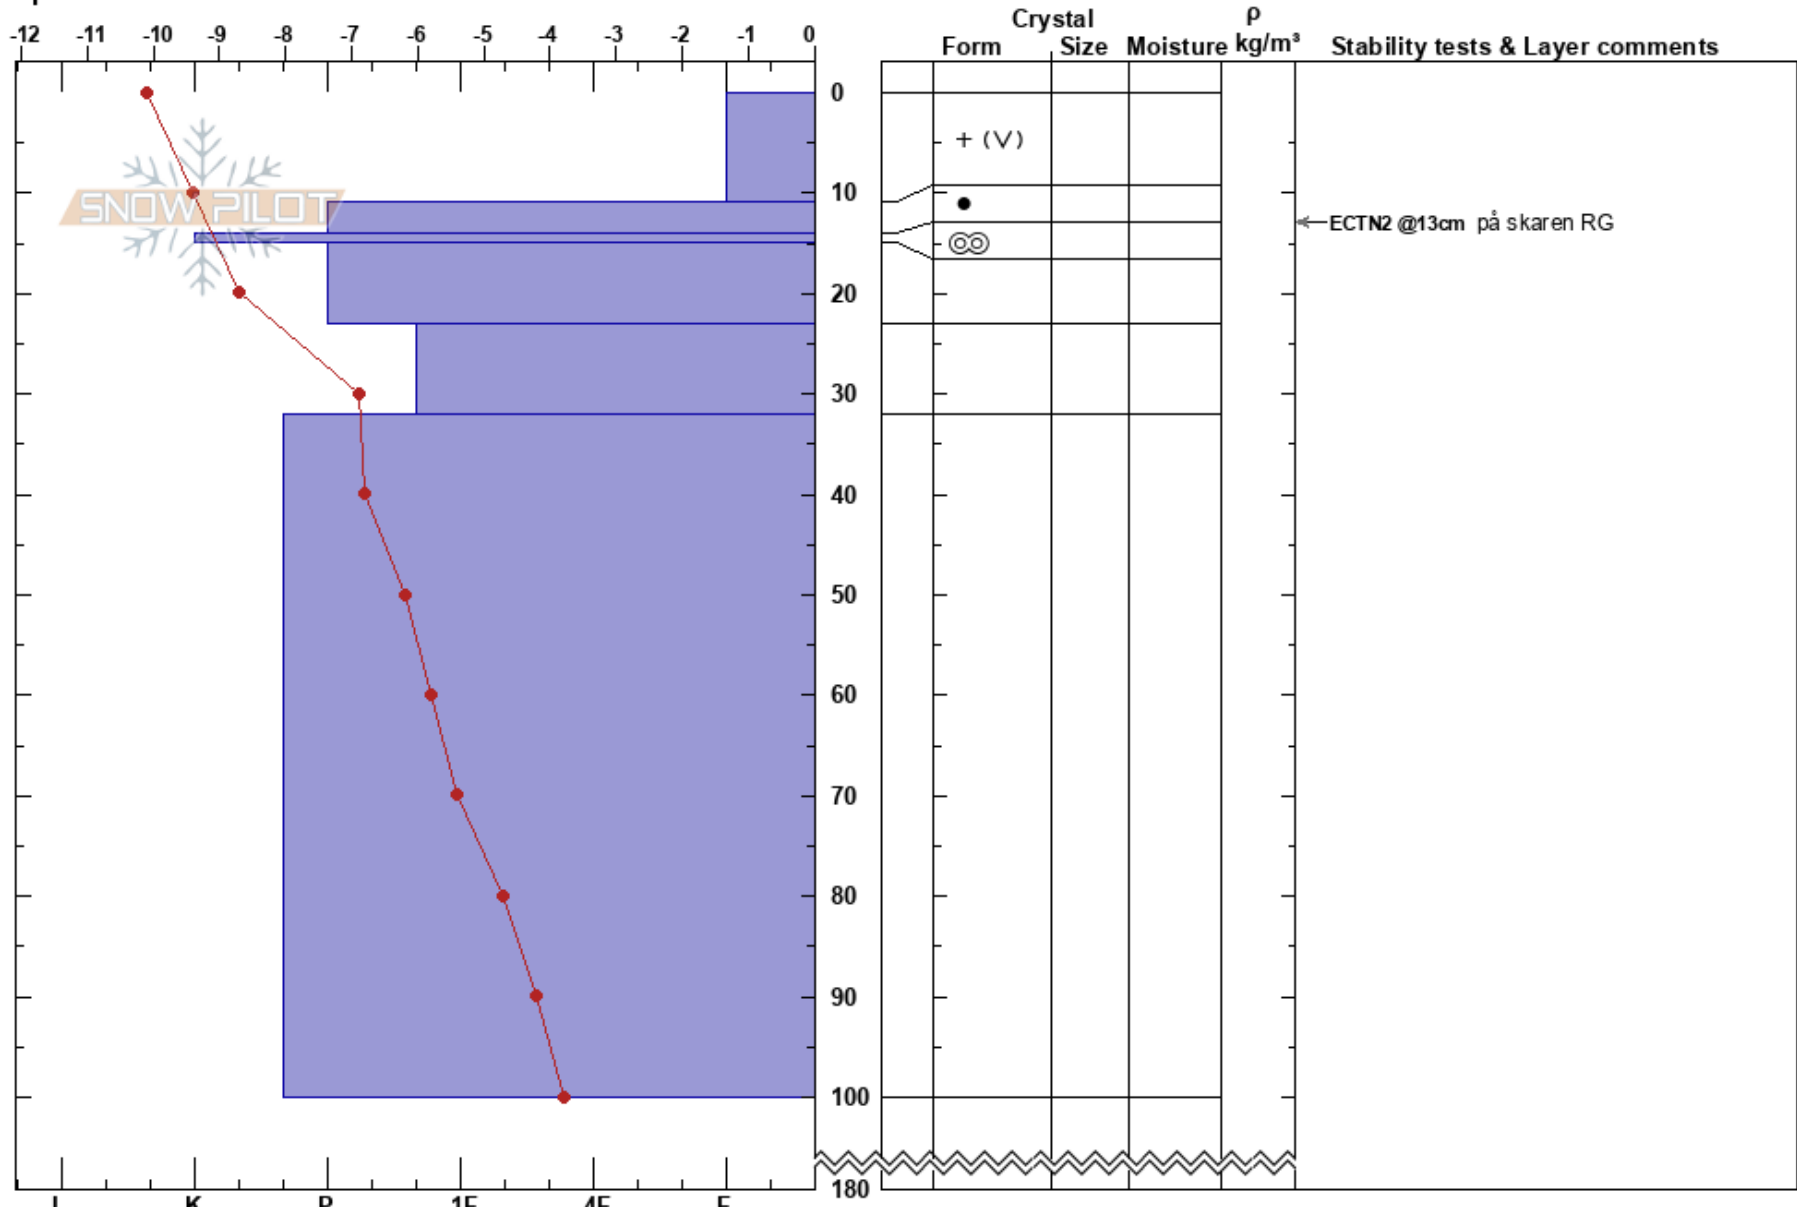 Crystal ρ
-12 -11 -10 -9 -8 -7 -6 -5 -4 -3 -2 -1 0 Form Size Moisture kg/m³ Stability tests & Layer comments
0
+ (V)
SNOW PILOT
10
ECTN2 @13cm på skaren RG
20
30
40
50
60
70
80
90
100
180
K